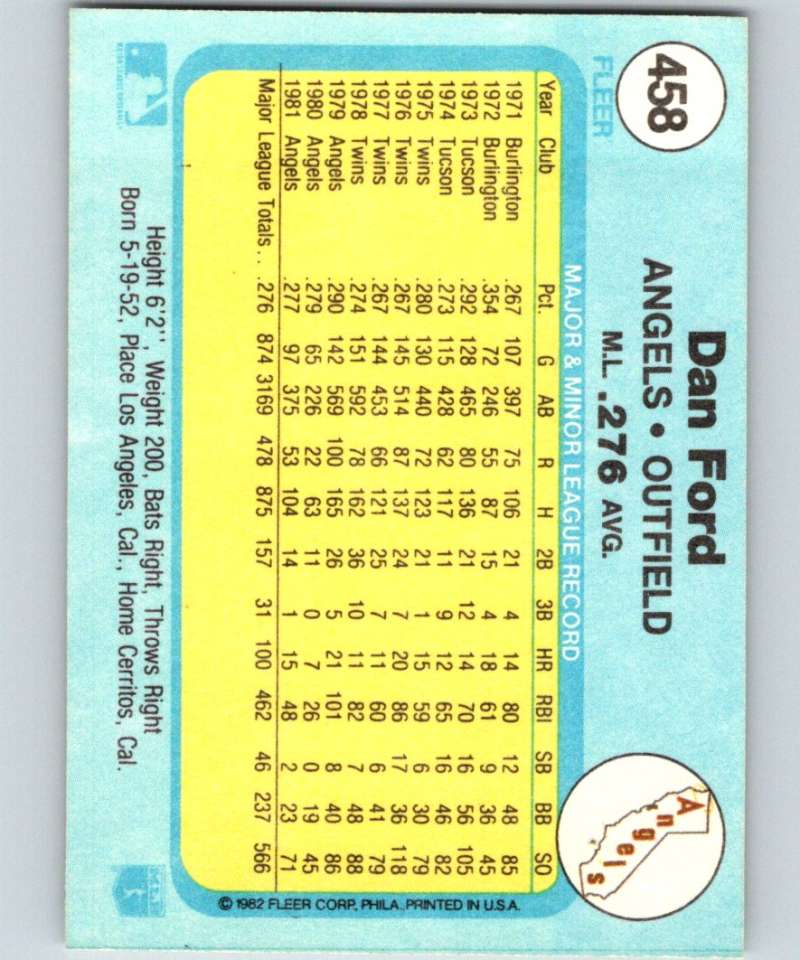 458
FLEER
Dan Ford
ANGELS • OUTFIELD
M.L. .276 AVG.
Angels
MAJOR & MINOR LEAGUE RECORD
Year Club Pct. G AB R H 2B 3B HR RBI SB BB SO
1971 Burlington .267 107 397 75 106 21 4 14 80 12 48 85
1972 Burlington .354 72 246 55 87 15 4 18 61 9 36 45
1973 Tucson .292 128 465 80 136 21 12 14 70 16 56 105
1974 Tucson .273 115 428 62 117 11 9 12 65 16 46 82
1975 Twins .280 130 440 72 123 21 1 15 59 6 30 79
1976 Twins .267 145 514 87 137 24 7 20 86 17 36 118
1977 Twins .267 144 453 66 121 25 7 11 60 6 41 79
1978 Twins .274 151 592 78 162 36 10 11 82 7 48 88
1979 Angels .290 142 569 100 165 26 5 21 101 8 40 86
1980 Angels .279 65 226 22 63 11 0 7 26 0 19 45
1981 Angels .277 97 375 53 104 14 1 15 48 2 23 71
Major League Totals . . .276 874 3169 478 875 157 31 100 462 46 237 566
© 1982 FLEER CORP., PHILA. PRINTED IN U.S.A.
MAJOR LEAGUE BASEBALL
Height 6'2", Weight 200, Bats Right, Throws Right
Born 5-19-52, Place Los Angeles, Cal., Home Cerritos, Cal.